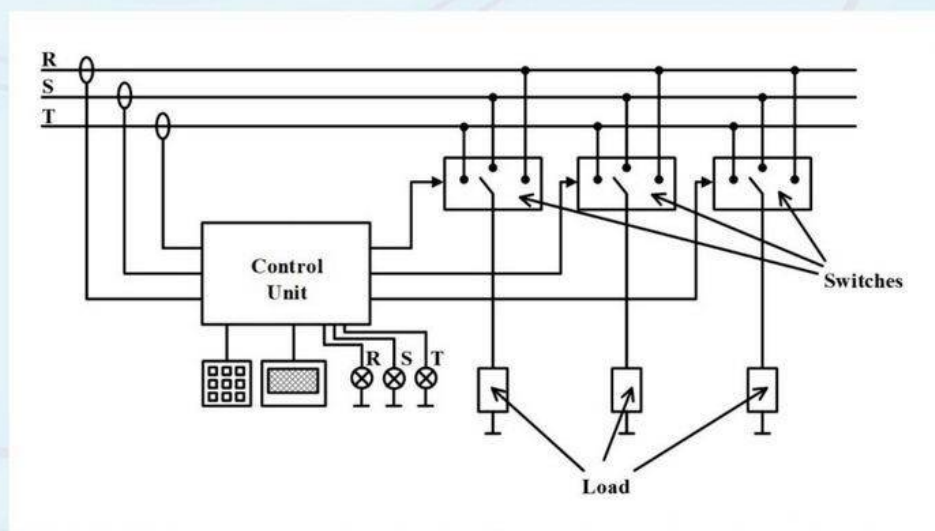 R
S
T
Control
Unit
Switches
R S T
Load